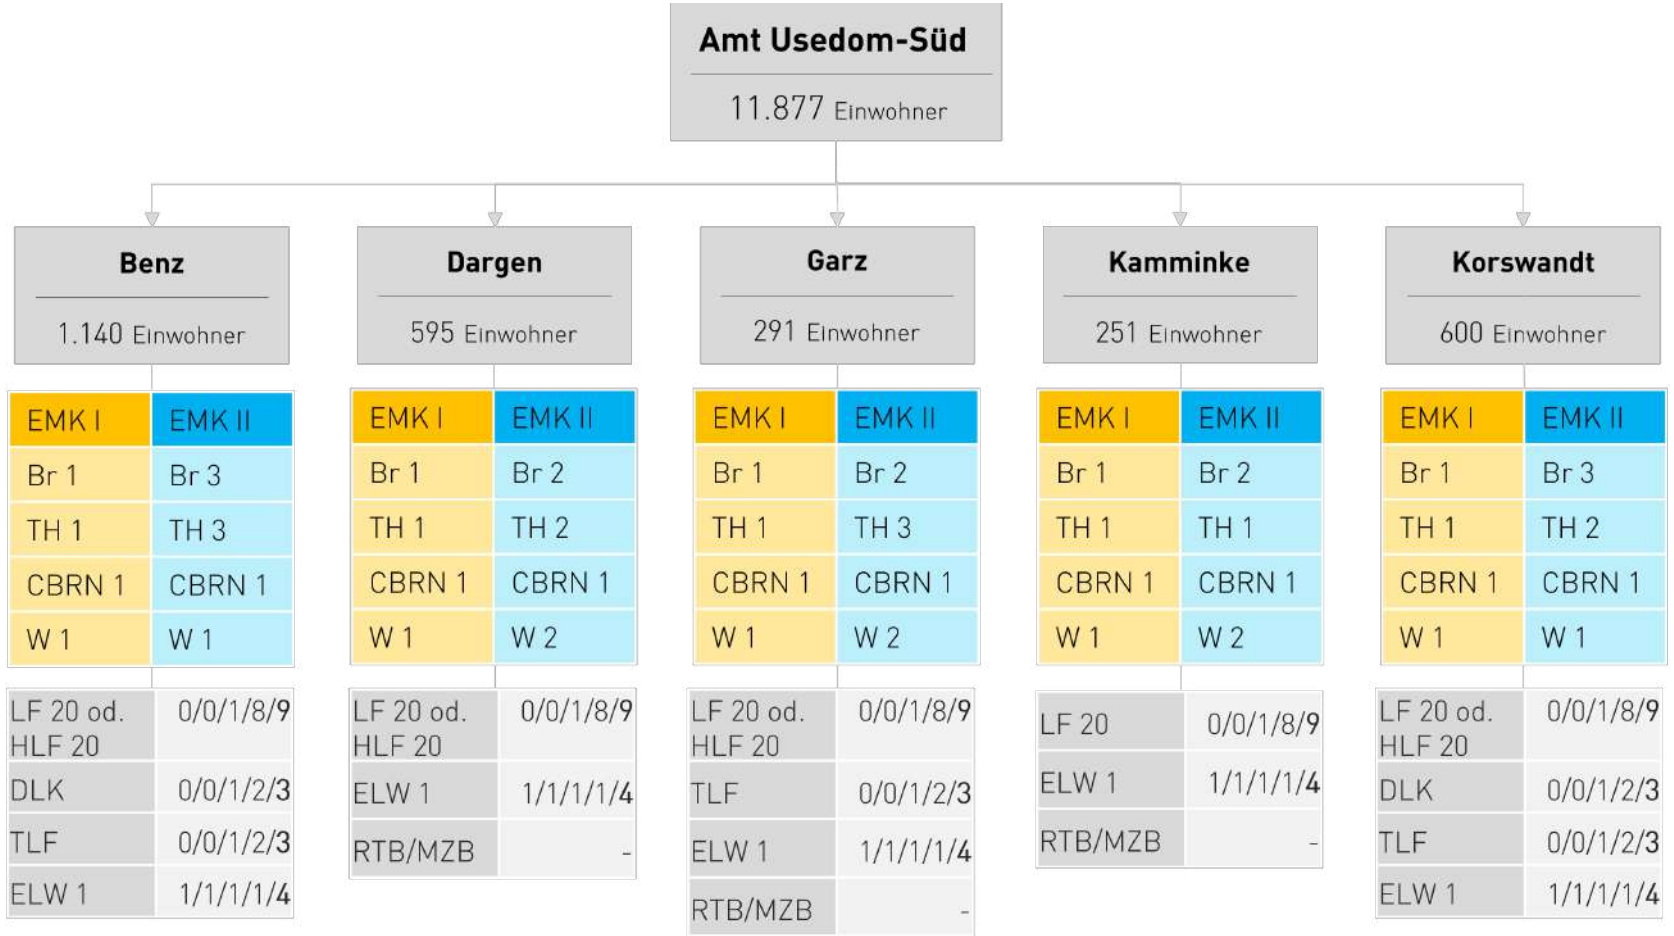 Amt Usedom-Süd
11.877 Einwohner
Benz
1.140 Einwohner
EMK I EMK II
Br 1 Br 3
TH 1 TH 3
CBRN 1 CBRN 1
W 1 W 1
LF 20 od. 0/0/1/8/9
HLF 20
DLK 0/0/1/2/3
TLF 0/0/1/2/3
ELW 1 1/1/1/1/4
Dargen
595 Einwohner
EMK I EMK II
Br 1 Br 2
TH 1 TH 2
CBRN 1 CBRN 1
W 1 W 2
LF 20 od. 0/0/1/8/9
HLF 20
ELW 1 1/1/1/1/4
RTB/MZB -
Garz
291 Einwohner
EMK I EMK II
Br 1 Br 2
TH 1 TH 3
CBRN 1 CBRN 1
W 1 W 2
LF 20 od. 0/0/1/8/9
HLF 20
TLF 0/0/1/2/3
ELW 1 1/1/1/1/4
RTB/MZB -
Kamminke
251 Einwohner
EMK I EMK II
Br 1 Br 2
TH 1 TH 1
CBRN 1 CBRN 1
W 1 W 2
LF 20 0/0/1/8/9
ELW 1 1/1/1/1/4
RTB/MZB -
Korswandt
600 Einwohner
EMK I EMK II
Br 1 Br 3
TH 1 TH 2
CBRN 1 CBRN 1
W 1 W 1
LF 20 od. 0/0/1/8/9
HLF 20
DLK 0/0/1/2/3
TLF 0/0/1/2/3
ELW 1 1/1/1/1/4